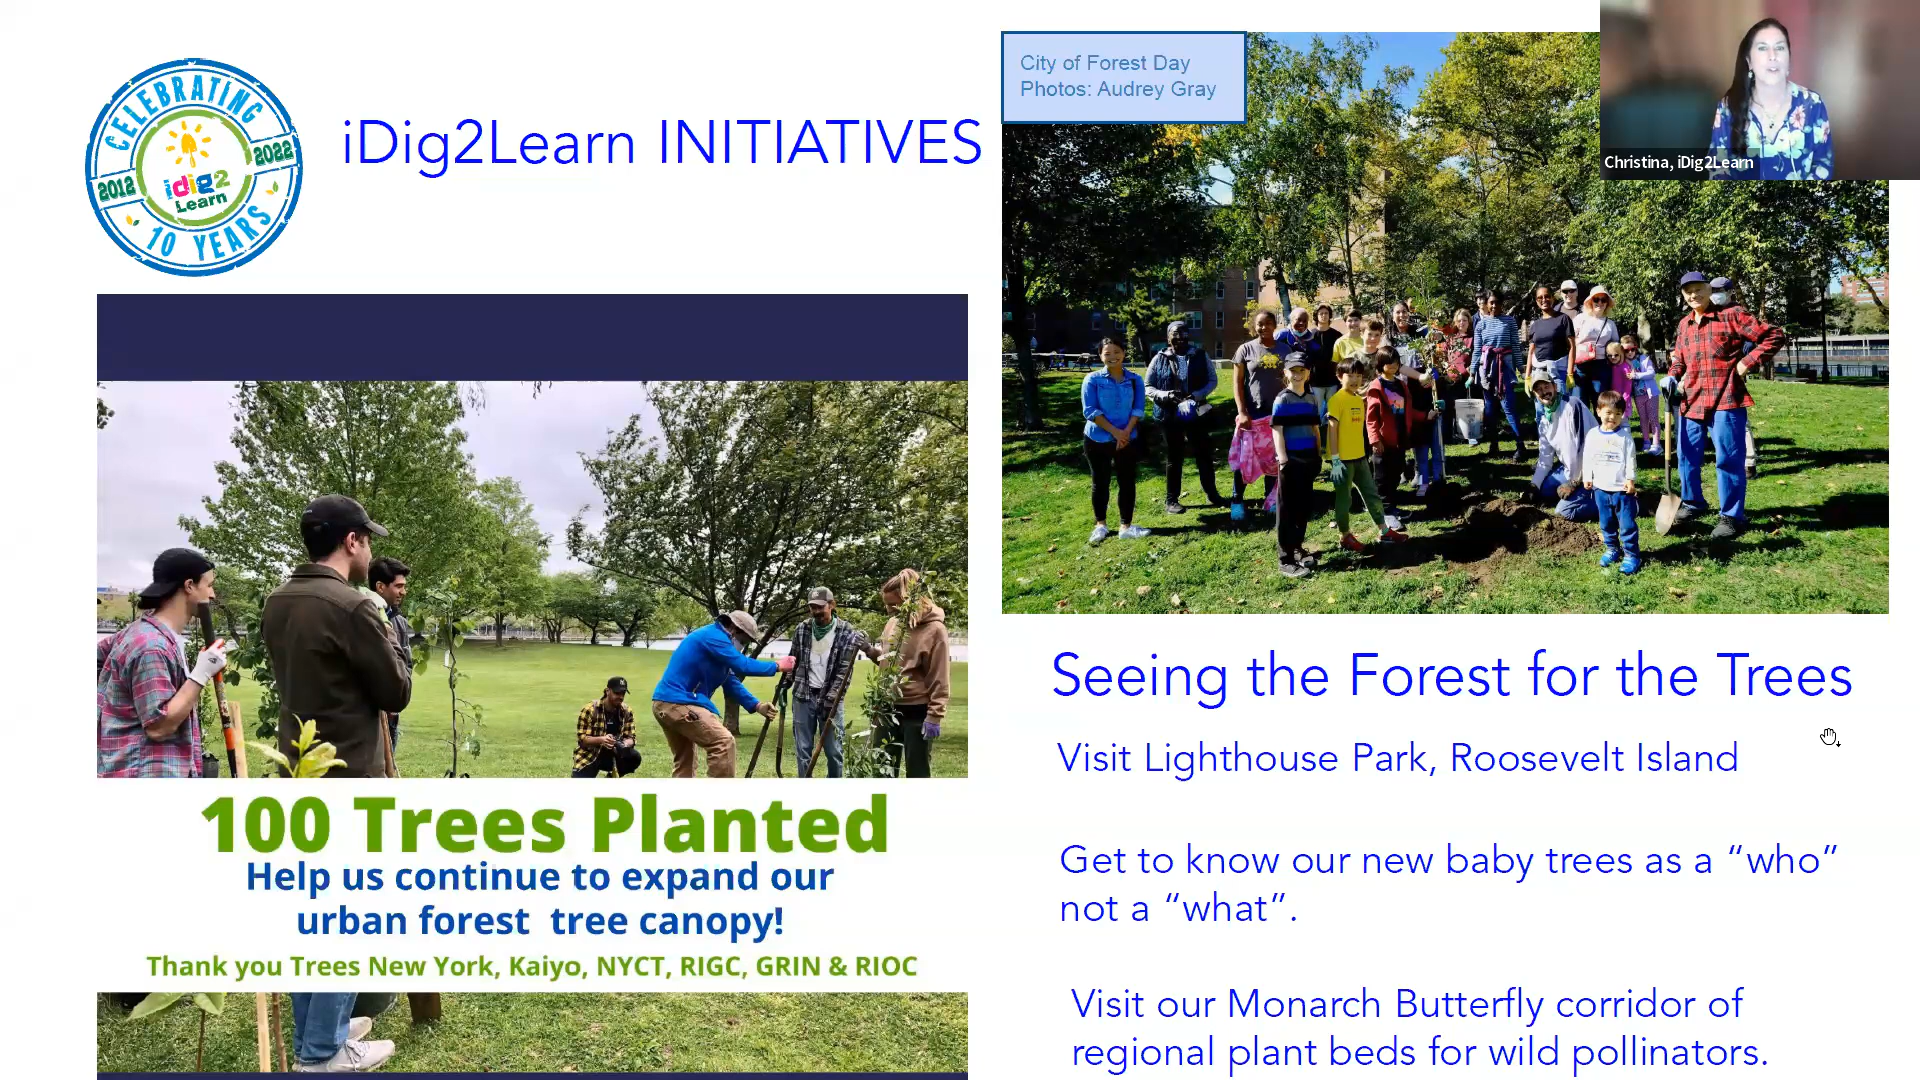 CELEBRATING
2012
2022
idig2
Learn
10 YEARS
iDig2Learn INITIATIVES
City of Forest Day
Photos: Audrey Gray
Christina, iDig2Learn
100 Trees Planted
Help us continue to expand our
urban forest tree canopy!
Thank you Trees New York, Kaiyo, NYCT, RIGC, GRIN & RIOC
Seeing the Forest for the Trees
Visit Lighthouse Park, Roosevelt Island
Get to know our new baby trees as a “who”
not a “what”.
Visit our Monarch Butterfly corridor of
regional plant beds for wild pollinators.